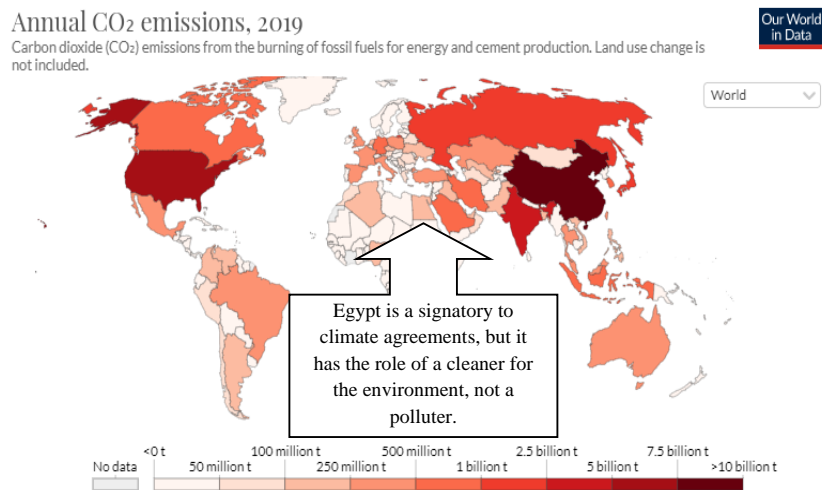 Annual CO₂ emissions, 2019
Our World
in Data
Carbon dioxide (CO₂) emissions from the burning of fossil fuels for energy and cement production. Land use change is
not included.
World
Egypt is a signatory to
climate agreements, but it
has the role of a cleaner for
the environment, not a
polluter.
<0 t 100 million t 500 million t 2.5 billion t 7.5 billion t
No data 50 million t 250 million t 1 billion t 5 billion t >10 billion t